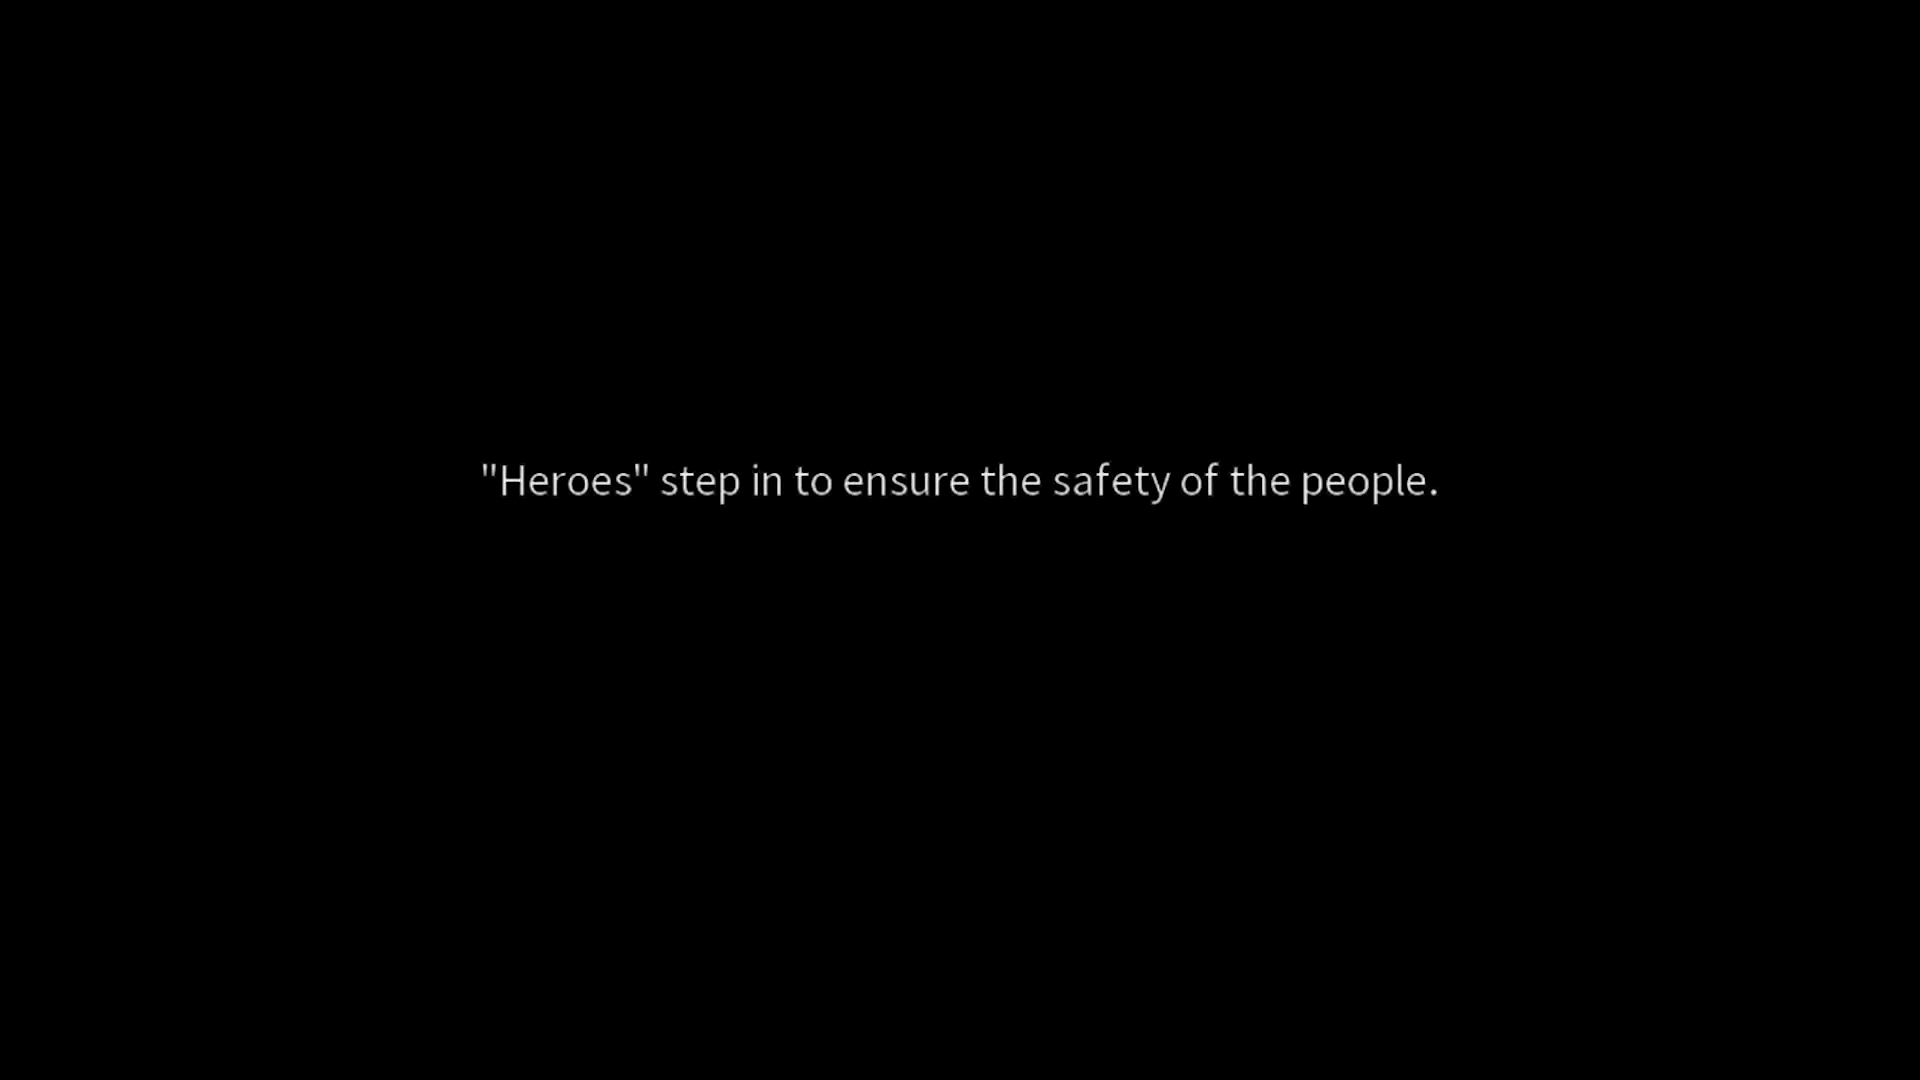 "Heroes" step in to ensure the safety of the people.